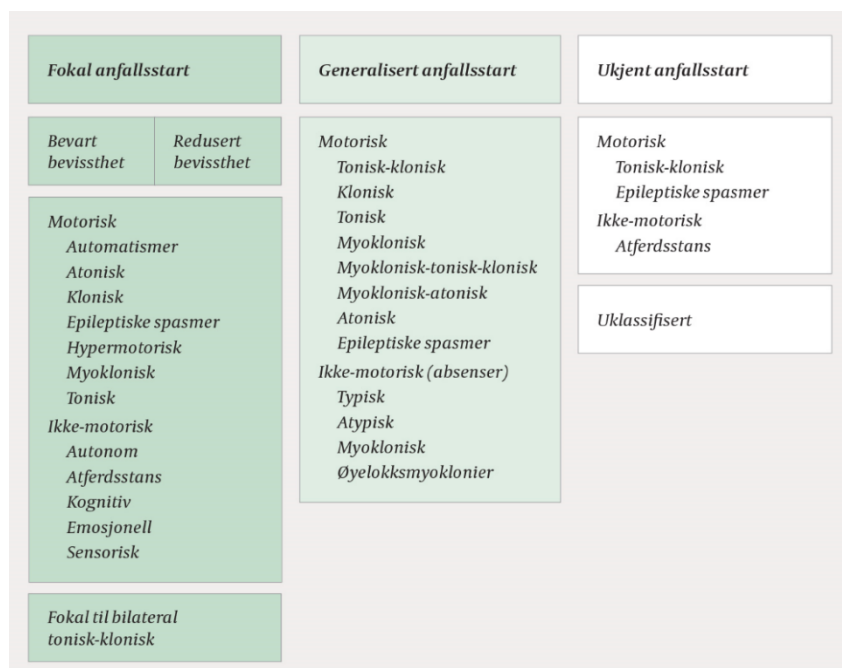 Fokal anfallsstart
Bevart
bevissthet
Redusert
bevissthet
Motorisk
Automatismer
Atonisk
Klonisk
Epileptiske spasmer
Hypermotorisk
Myoklonisk
Tonisk
Ikke-motorisk
Autonom
Atferdsstans
Kognitiv
Emosjonell
Sensorisk
Fokal til bilateral
tonisk-klonisk
Generalisert anfallsstart
Motorisk
Tonisk-klonisk
Klonisk
Tonisk
Myoklonisk
Myoklonisk-tonisk-klonisk
Myoklonisk-atonisk
Atonisk
Epileptiske spasmer
Ikke-motorisk (absenser)
Typisk
Atypisk
Myoklonisk
Øyelokksmyoklonier
Ukjent anfallsstart
Motorisk
Tonisk-klonisk
Epileptiske spasmer
Ikke-motorisk
Atferdsstans
Uklassifisert